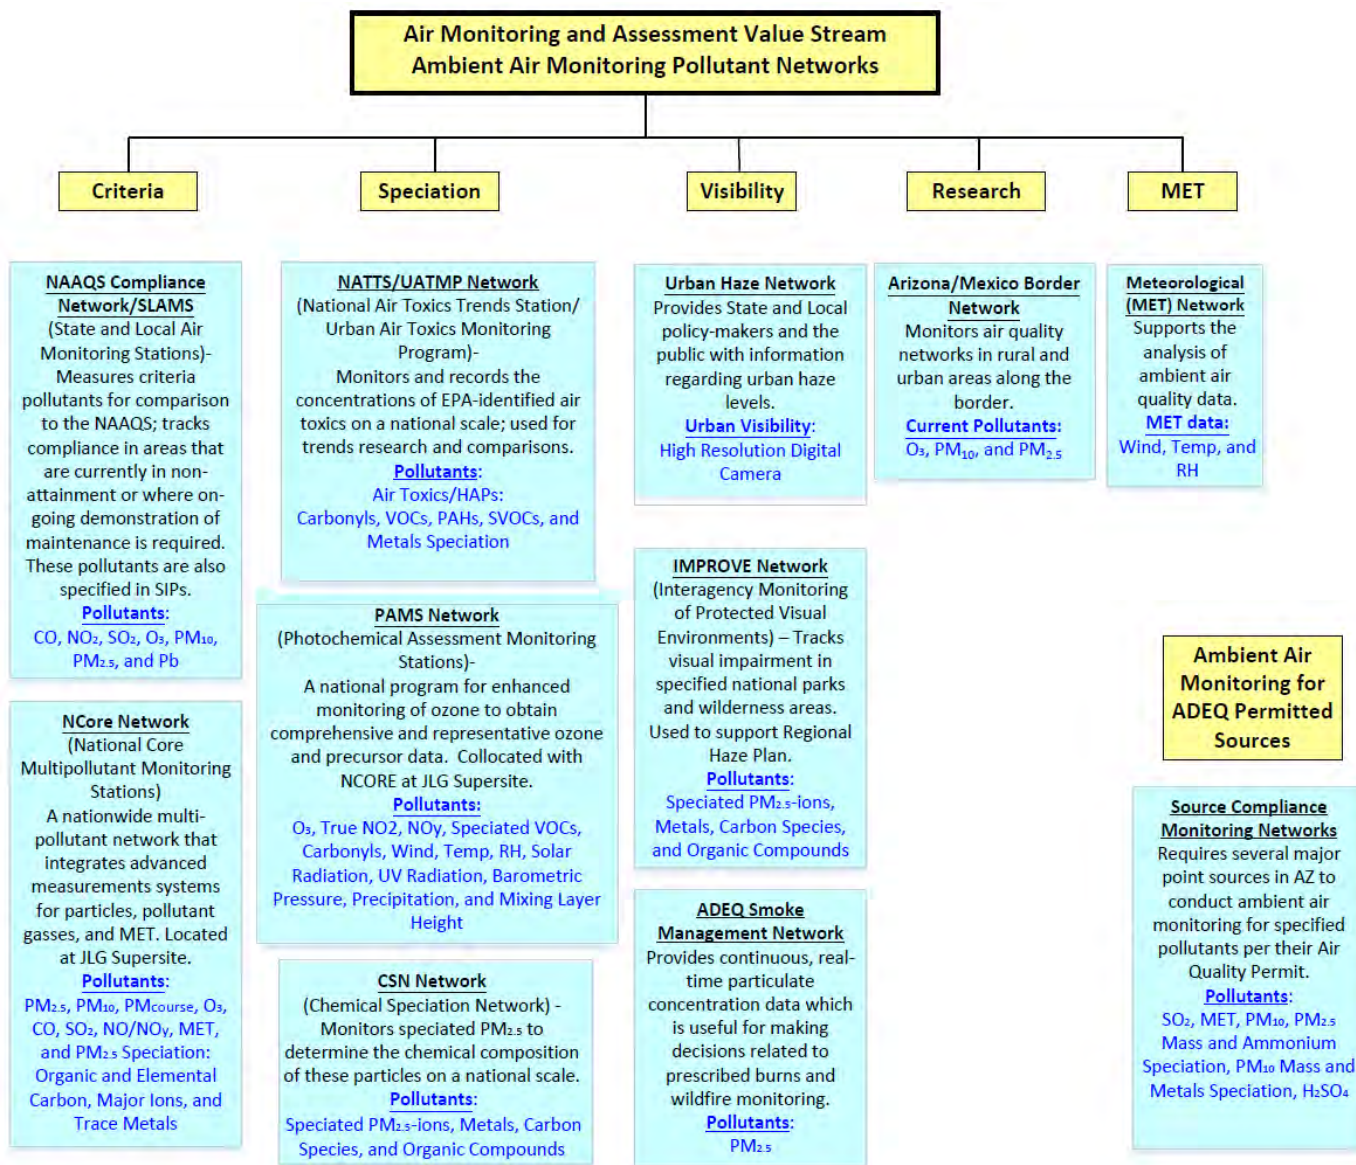 Air Monitoring and Assessment Value Stream
Ambient Air Monitoring Pollutant Networks
Criteria
Speciation
Visibility
Research
MET
NAAQS Compliance
Network/SLAMS
(State and Local Air
Monitoring Stations)-
Measures criteria
pollutants for comparison
to the NAAQS; tracks
compliance in areas that
are currently in non-
attainment or where on-
going demonstration of
maintenance is required.
These pollutants are also
specified in SIPs.
Pollutants:
CO, NO₂, SO₂, O₃, PM₁₀,
PM₂.₅, and Pb
NCore Network
(National Core
Multipollutant Monitoring
Stations)
A nationwide multi-
pollutant network that
integrates advanced
measurements systems
for particles, pollutant
gasses, and MET. Located
at JLG Supersite.
Pollutants:
PM₂.₅, PM₁₀, PMcourse, O₃,
CO, SO₂, NO/NOy, MET,
and PM₂.₅ Speciation:
Organic and Elemental
Carbon, Major Ions, and
Trace Metals
NATTS/UATMP Network
(National Air Toxics Trends Station/
Urban Air Toxics Monitoring
Program)-
Monitors and records the
concentrations of EPA-identified air
toxics on a national scale; used for
trends research and comparisons.
Pollutants:
Air Toxics/HAPs:
Carbonyls, VOCs, PAHs, SVOCs, and
Metals Speciation
PAMS Network
(Photochemical Assessment Monitoring
Stations)-
A national program for enhanced
monitoring of ozone to obtain
comprehensive and representative ozone
and precursor data. Collocated with
NCORE at JLG Supersite.
Pollutants:
O₃, True NO2, NOy, Speciated VOCs,
Carbonyls, Wind, Temp, RH, Solar
Radiation, UV Radiation, Barometric
Pressure, Precipitation, and Mixing Layer
Height
CSN Network
(Chemical Speciation Network) -
Monitors speciated PM₂.₅ to
determine the chemical composition
of these particles on a national scale.
Pollutants:
Speciated PM₂.₅-ions, Metals, Carbon
Species, and Organic Compounds
Urban Haze Network
Provides State and Local
policy-makers and the
public with information
regarding urban haze
levels.
Urban Visibility:
High Resolution Digital
Camera
IMPROVE Network
(Interagency Monitoring
of Protected Visual
Environments) – Tracks
visual impairment in
specified national parks
and wilderness areas.
Used to support Regional
Haze Plan.
Pollutants:
Speciated PM₂.₅-ions,
Metals, Carbon Species,
and Organic Compounds
ADEQ Smoke
Management Network
Provides continuous, real-
time particulate
concentration data which
is useful for making
decisions related to
prescribed burns and
wildfire monitoring.
Pollutants:
PM₂.₅
Arizona/Mexico Border
Network
Monitors air quality
networks in rural and
urban areas along the
border.
Current Pollutants:
O₃, PM₁₀, and PM₂.₅
Meteorological
(MET) Network
Supports the
analysis of
ambient air
quality data.
MET data:
Wind, Temp, and
RH
Ambient Air
Monitoring for
ADEQ Permitted
Sources
Source Compliance
Monitoring Networks
Requires several major
point sources in AZ to
conduct ambient air
monitoring for specified
pollutants per their Air
Quality Permit.
Pollutants:
SO₂, MET, PM₁₀, PM₂.₅
Mass and Ammonium
Speciation, PM₁₀ Mass and
Metals Speciation, H₂SO₄